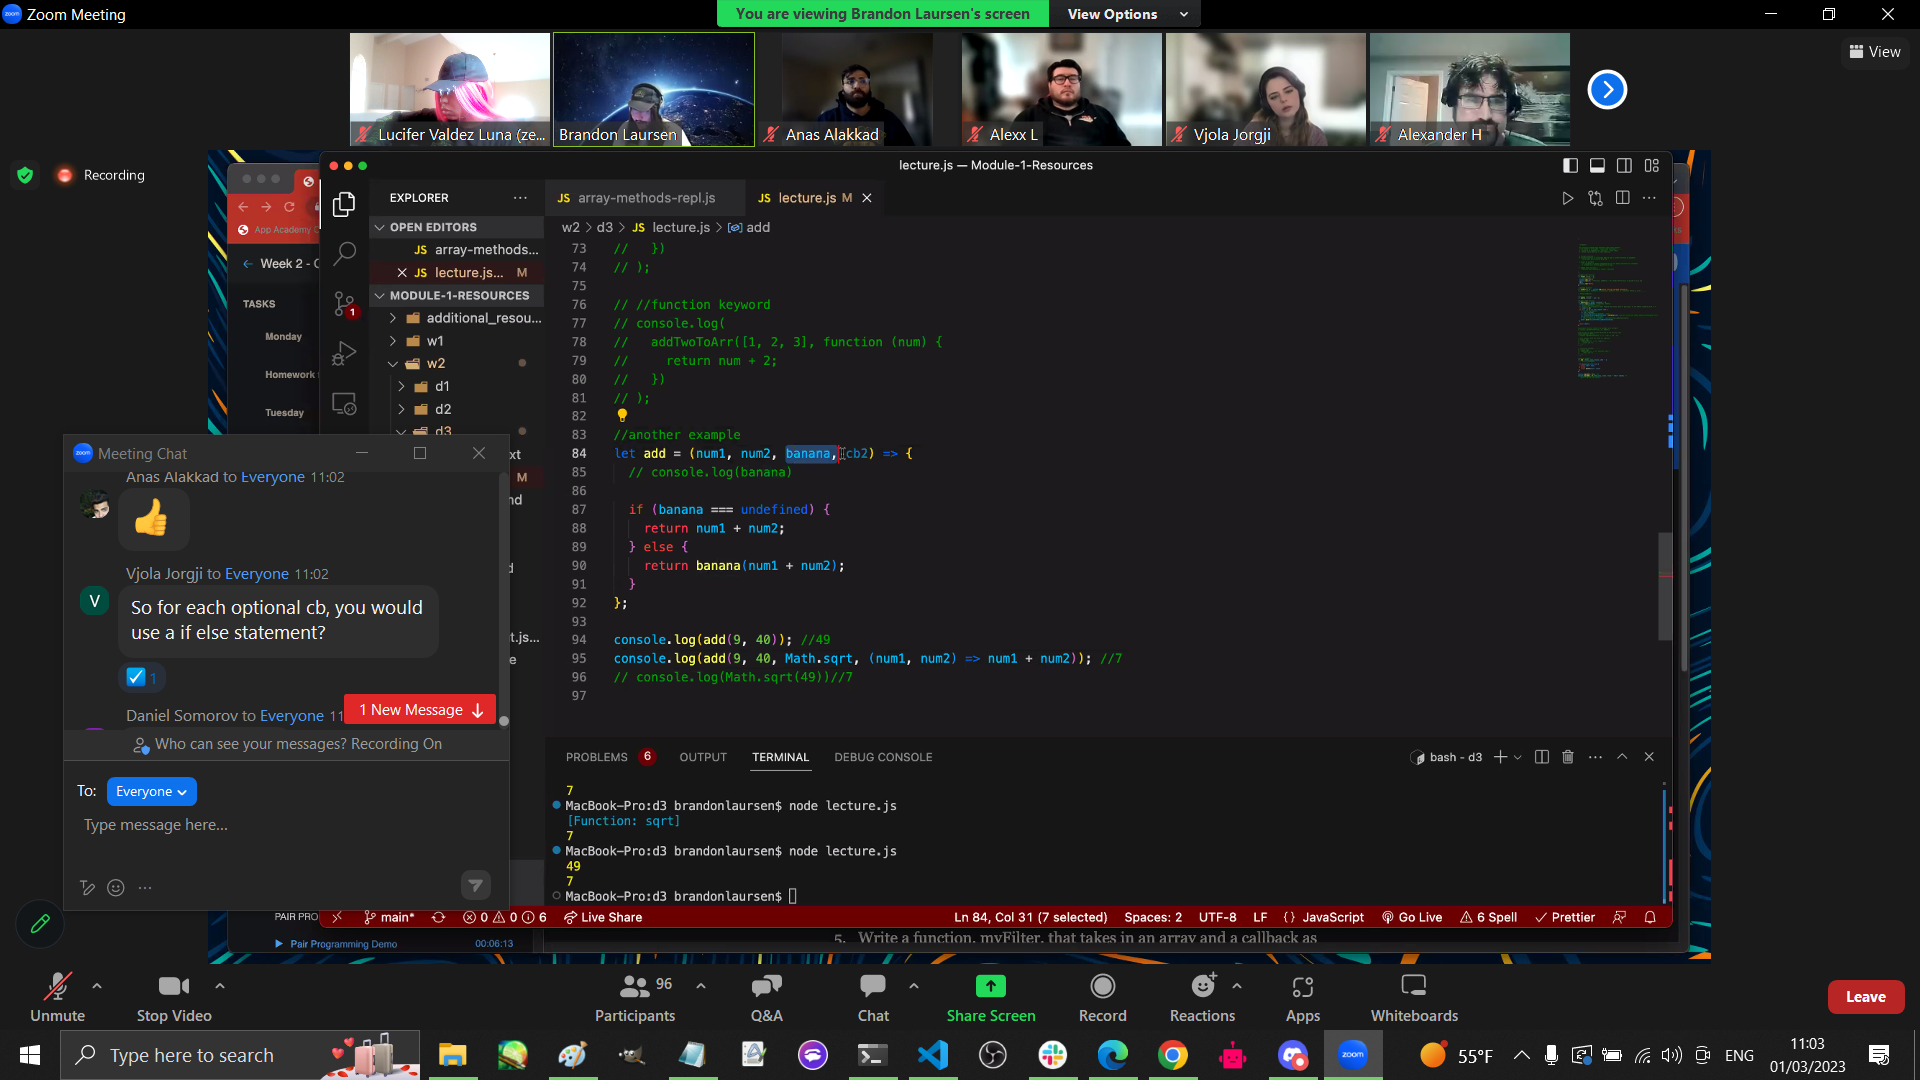 Zoom Meeting
You are viewing Brandon Laursen's screen
View Options
View
Lucifer Valdez Luna (ze...
Brandon Laursen
Anas Alakkad
Alexx L
Vjola Jorgji
Alexander H
Recording
lecture.js — Module-1-Resources
EXPLORER
JS array-methods-repl.js
JS lecture.js M
App Academy
w2 > d3 > JS lecture.js > add
OPEN EDITORS
JS array-methods...
JS lecture.js... M
MODULE-1-RESOURCES
additional_resou...
w1
w2
d1
d2
d3
1
Week 2 - 
TASKS
Monday
Homework
Tuesday
73 // })
74 // );
75
76 // //function keyword
77 // console.log(
78 // addTwoToArr([1, 2, 3], function (num) {
79 // return num + 2;
80 // })
81 // );
82
83 //another example
84 let add = (num1, num2, banana, cb2) => {
85 // console.log(banana)
86
87 if (banana === undefined) {
88 return num1 + num2;
89 } else {
90 return banana(num1 + num2);
91 }
92 };
93
94 console.log(add(9, 40)); //49
95 console.log(add(9, 40, Math.sqrt, (num1, num2) => num1 + num2)); //7
96 // console.log(Math.sqrt(49))//7
97
zoom Meeting Chat
Anas Alakkad to Everyone 11:02
👍
Vjola Jorgji to Everyone 11:02
V
So for each optional cb, you would
use a if else statement?
1
Daniel Somorov to Everyone 11
1 New Message
Who can see your messages? Recording On
To: Everyone
Type message here...
xt
M
nd
d
t.js...
e
PROBLEMS 6
OUTPUT
TERMINAL
DEBUG CONSOLE
bash - d3
7
MacBook-Pro:d3 brandonlaursen$ node lecture.js
[Function: sqrt]
7
MacBook-Pro:d3 brandonlaursen$ node lecture.js
49
7
MacBook-Pro:d3 brandonlaursen$
PAIR PRO
main*
0 0 6
Live Share
Ln 84, Col 31 (7 selected)
Spaces: 2
UTF-8
LF
{} JavaScript
Go Live
6 Spell
Prettier
Pair Programming Demo 00:06:13
5. Write a function, myFilter, that takes in an array and a callback as
Unmute
Stop Video
96
Participants
Q&A
Chat
Share Screen
Record
Reactions
Apps
Whiteboards
Leave
Type here to search
zoom
55°F
ENG
11:03
01/03/2023